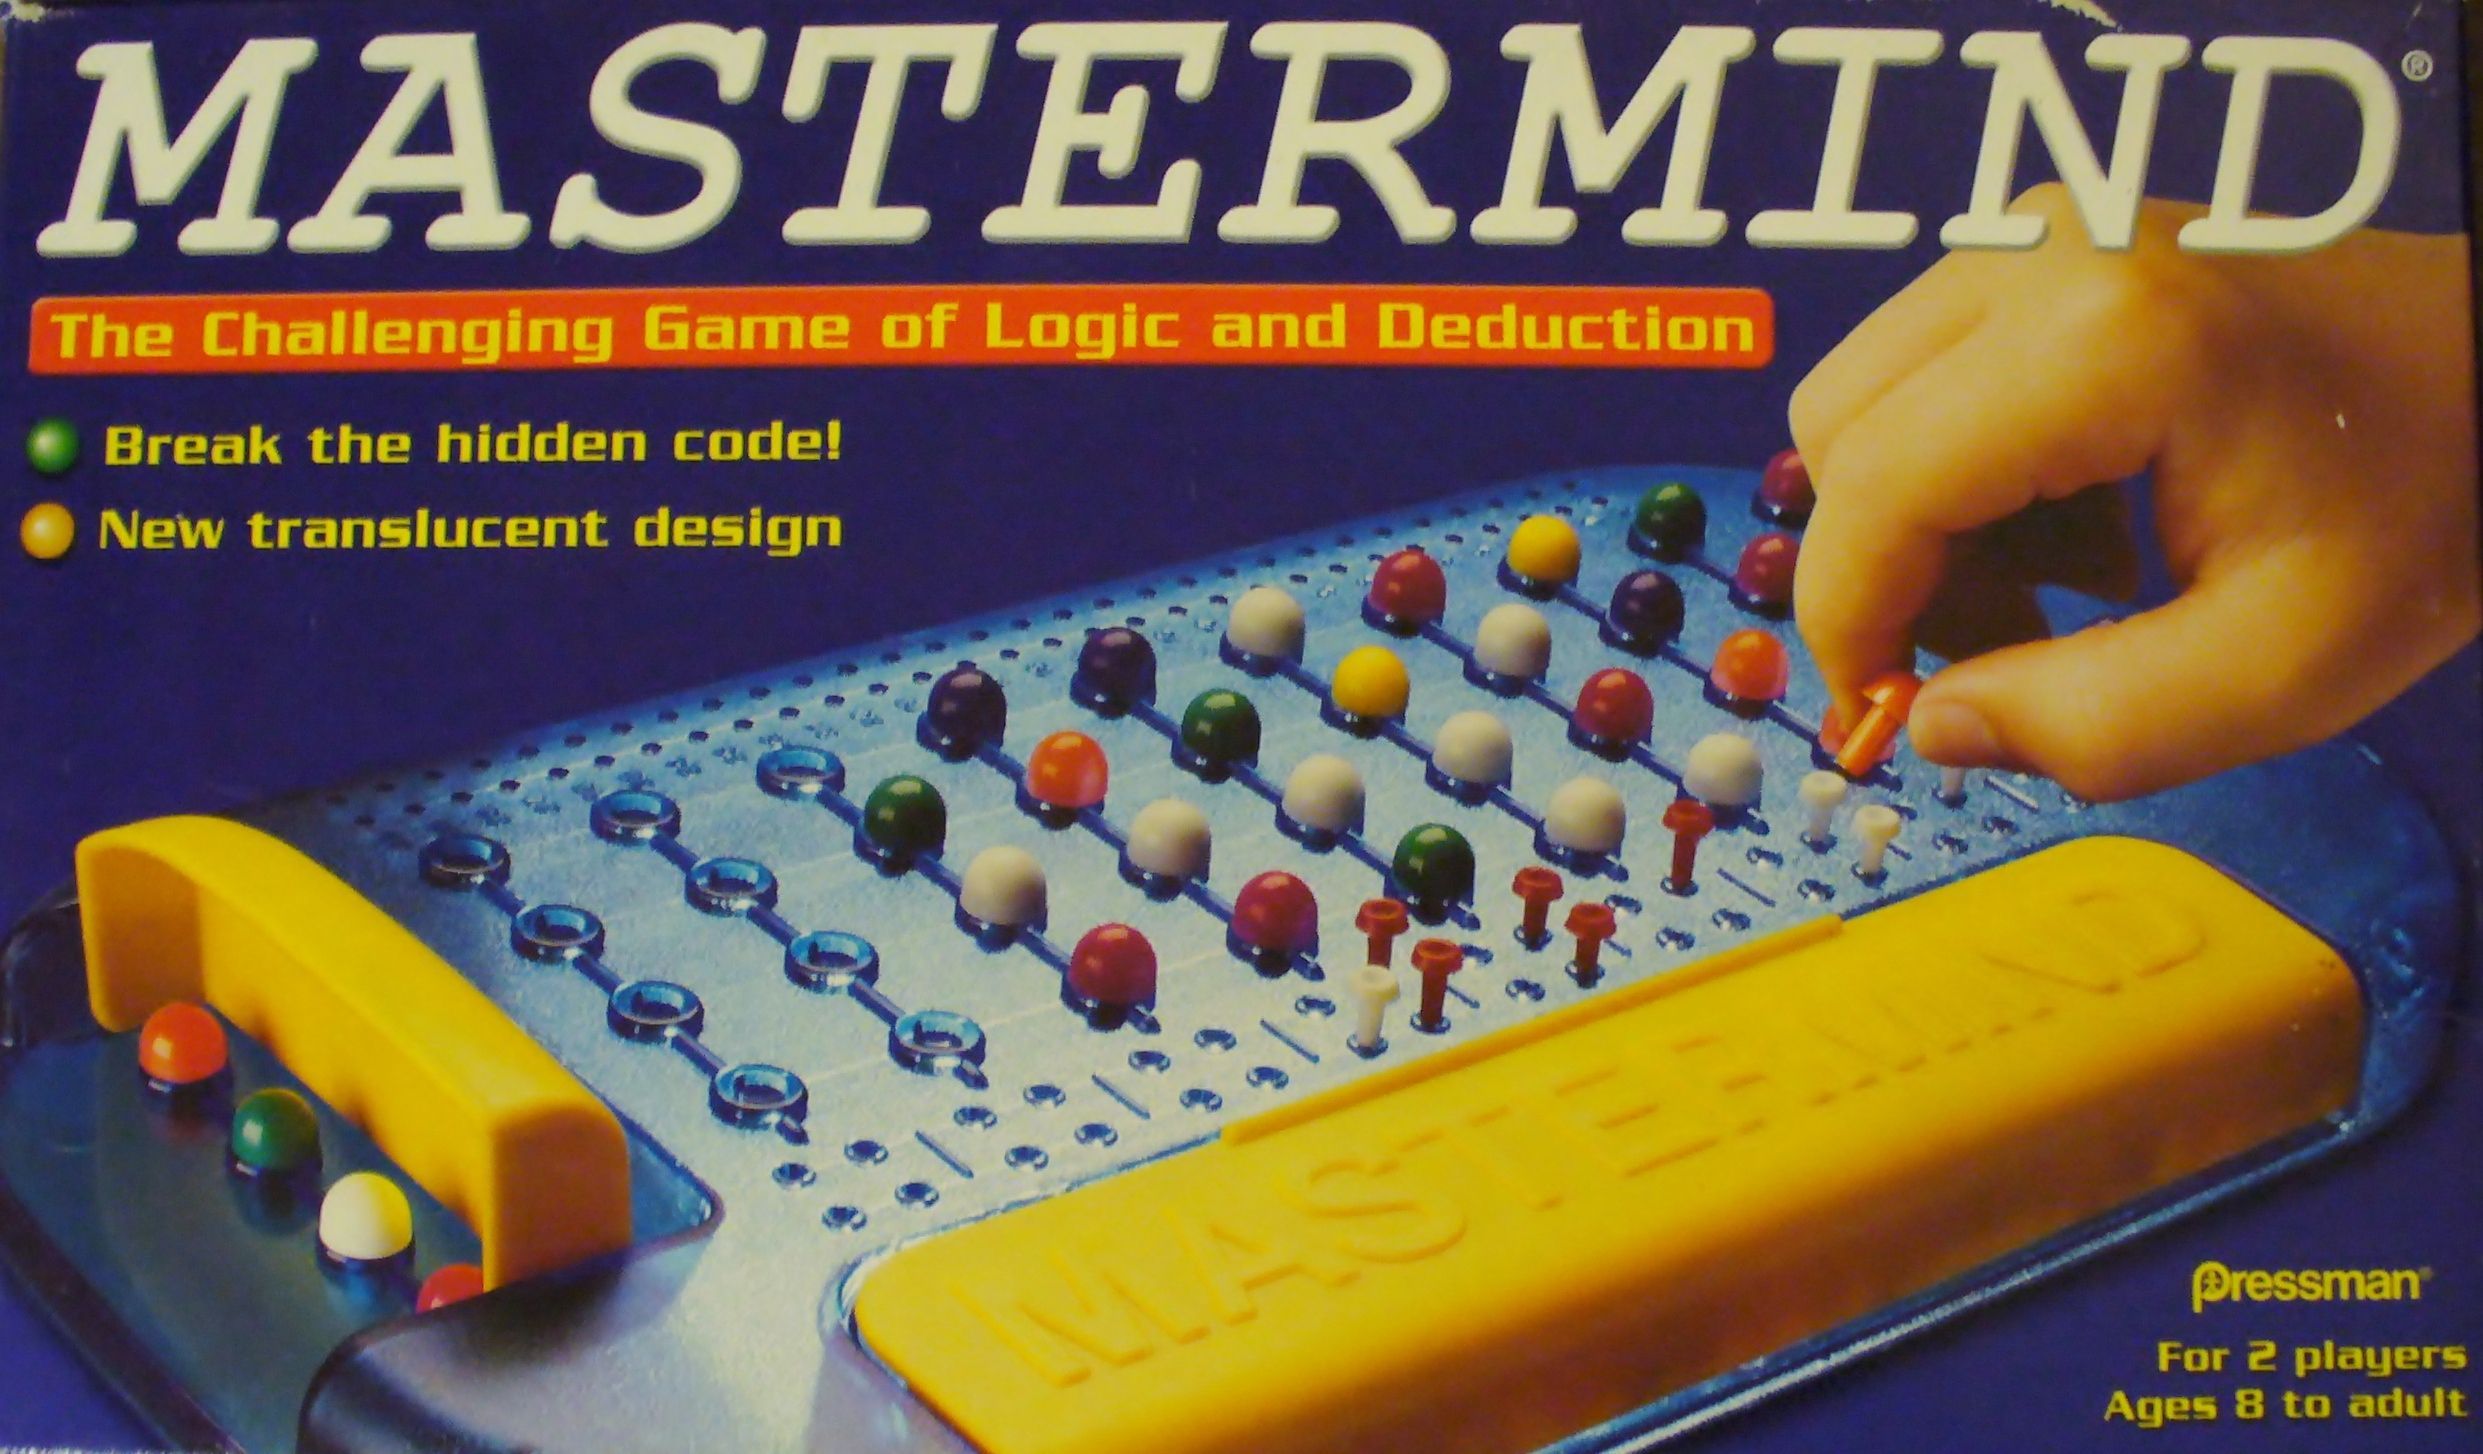 MASTERMIND®
The Challenging Game of Logic and Deduction
Break the hidden code!
New translucent design
MASTERMIND
Pressman®
For 2 players
Ages 8 to adult